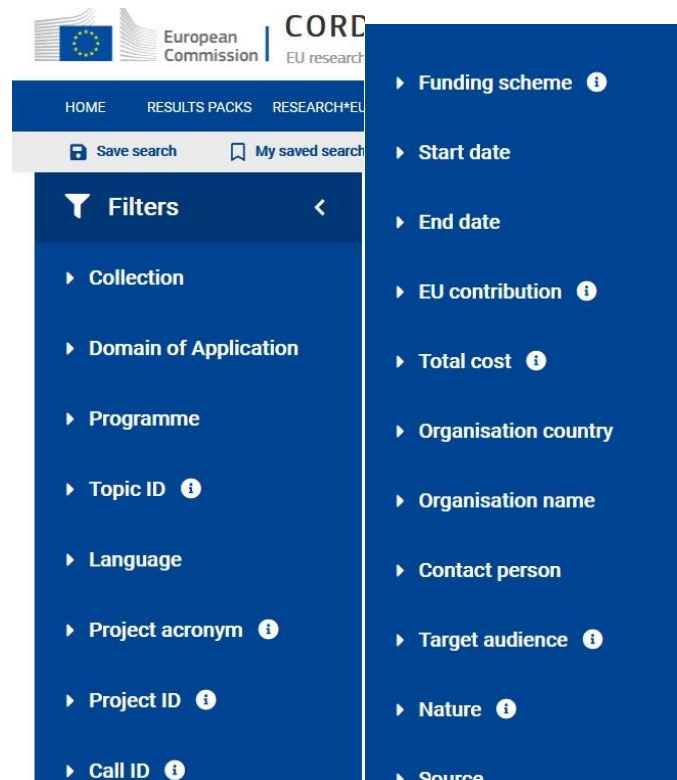 European
Commission
CORD
EU research
HOME RESULTS PACKS RESEARCH*EU
Save search My saved search
Filters
Collection
Domain of Application
Programme
Topic ID
Language
Project acronym
Project ID
Call ID
Funding scheme
Start date
End date
EU contribution
Total cost
Organisation country
Organisation name
Contact person
Target audience
Nature
Source